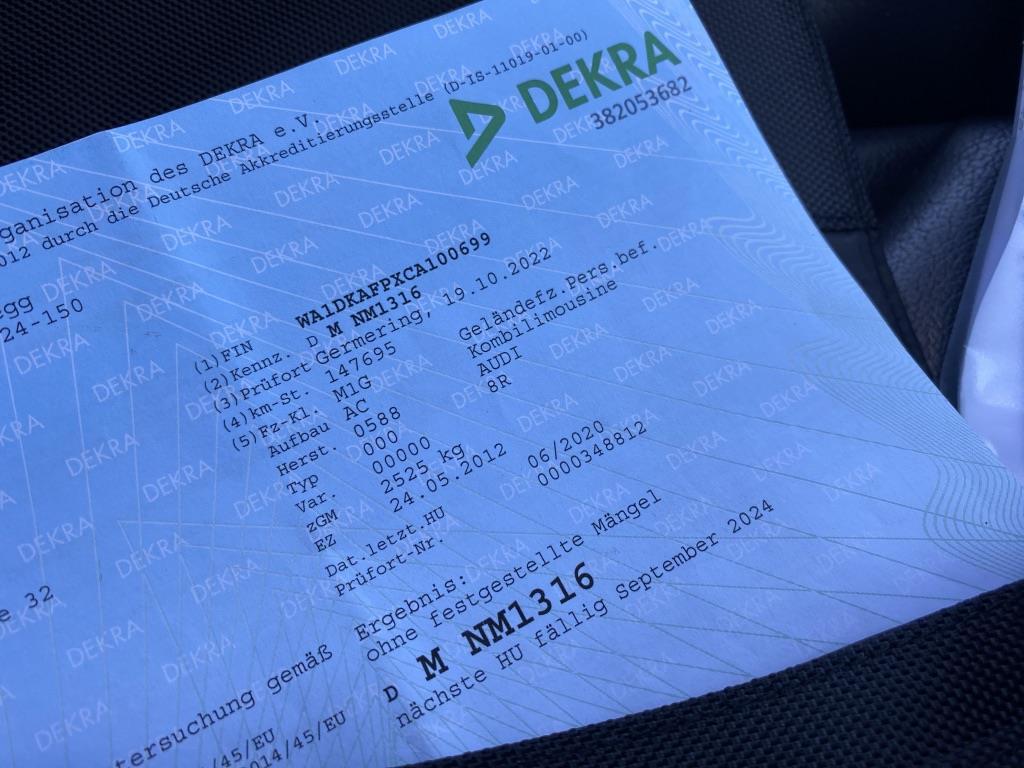 ganisation des DEKRA e.V.
012 durch die Deutsche Akkreditierungsstelle (D-IS-11019-01-00)
DEKRA
382053682
egg
24-150
(1)FIN WA1DKAFPXCA100699
(2)Kennz. D M NM1316
(3)Prüfort Germering, 19.10.2022
(4)km-St. 147695
(5)Fz-Kl. M1G Geländefz.Pers.bef.
Aufbau AC Kombilimousine
Herst. 0588 AUDI
Typ 000 8R
Var. 00000
zGM 2525 kg
EZ 24.05.2012
Dat.letzt.HU 06/2020
Prüfort-Nr. 0000348812
e 32
Ergebnis:
ohne festgestellte Mängel
D M NM1316
nächste HU fällig September 2024
tersuchung gemäß
/45/EU
014/45/EU